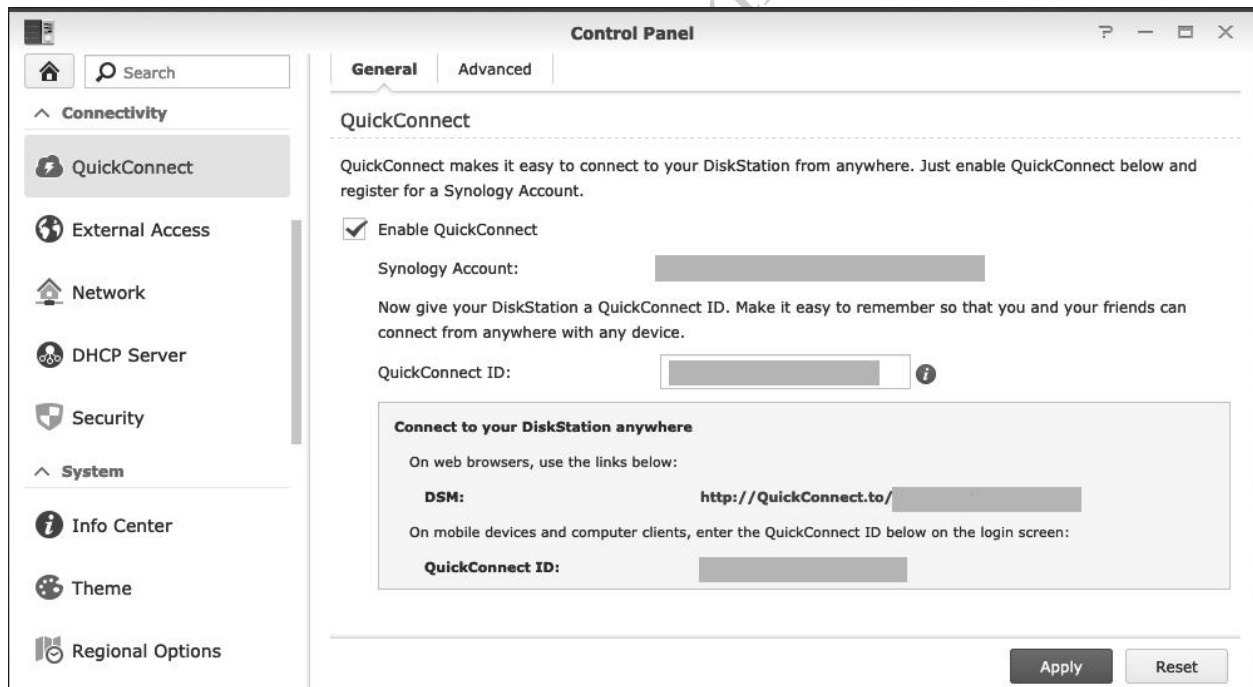 Control Panel
Search
General Advanced
Connectivity
QuickConnect
External Access
Network
DHCP Server
Security
System
Info Center
Theme
Regional Options
QuickConnect
QuickConnect makes it easy to connect to your DiskStation from anywhere. Just enable QuickConnect below and
register for a Synology Account.
Enable QuickConnect
Synology Account:
Now give your DiskStation a QuickConnect ID. Make it easy to remember so that you and your friends can
connect from anywhere with any device.
QuickConnect ID:
Connect to your DiskStation anywhere
On web browsers, use the links below:
DSM: http://QuickConnect.to/
On mobile devices and computer clients, enter the QuickConnect ID below on the login screen:
QuickConnect ID:
Apply Reset